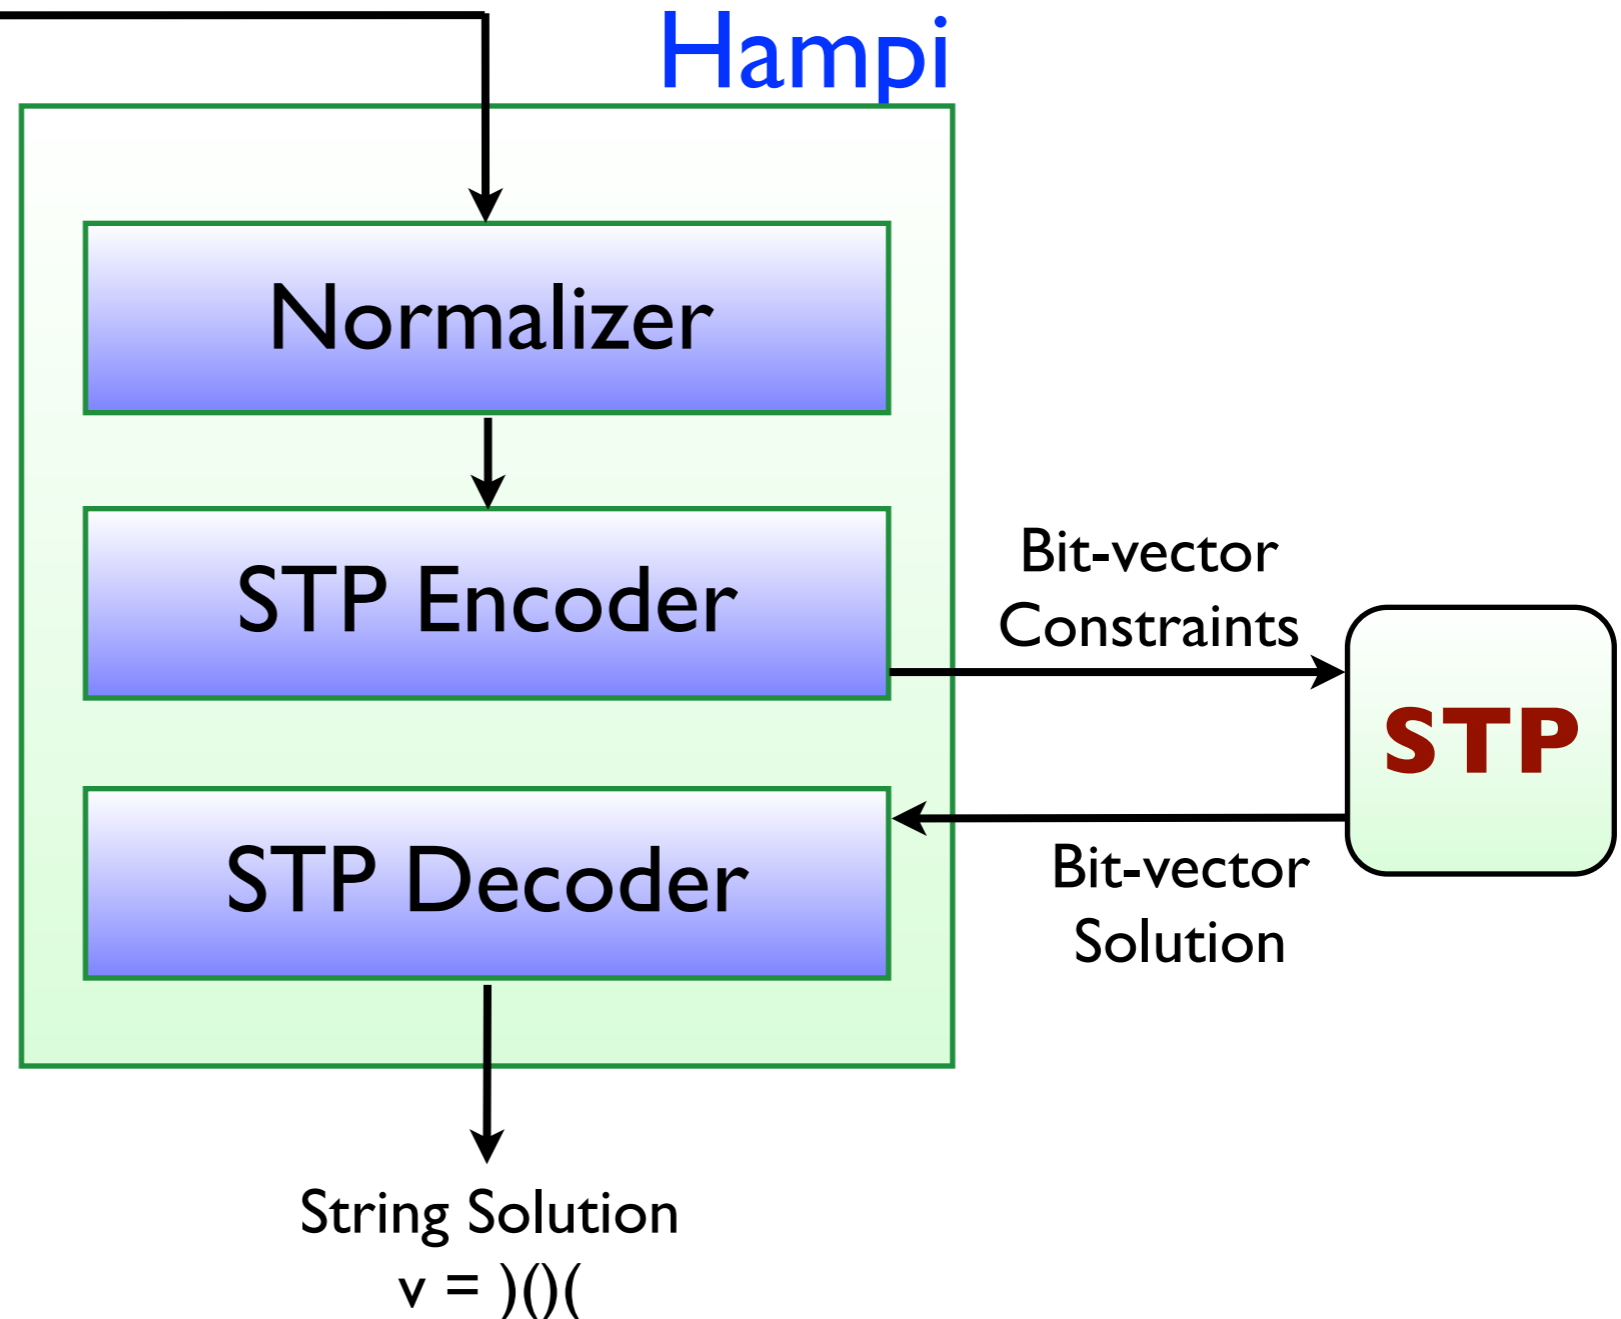 Hampi
Normalizer
STP Encoder
Bit-vector
Constraints
STP
STP Decoder
Bit-vector
Solution
String Solution
v = )()(